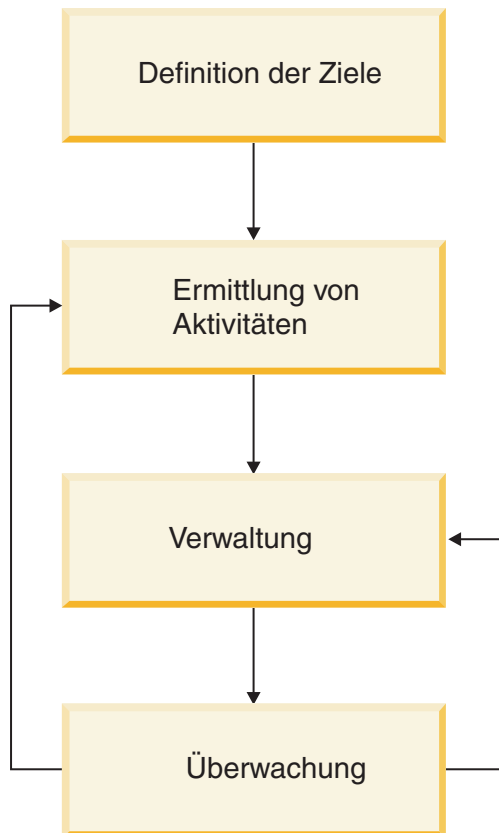 Definition der Ziele
Ermittlung von
Aktivitäten
Verwaltung
Überwachung